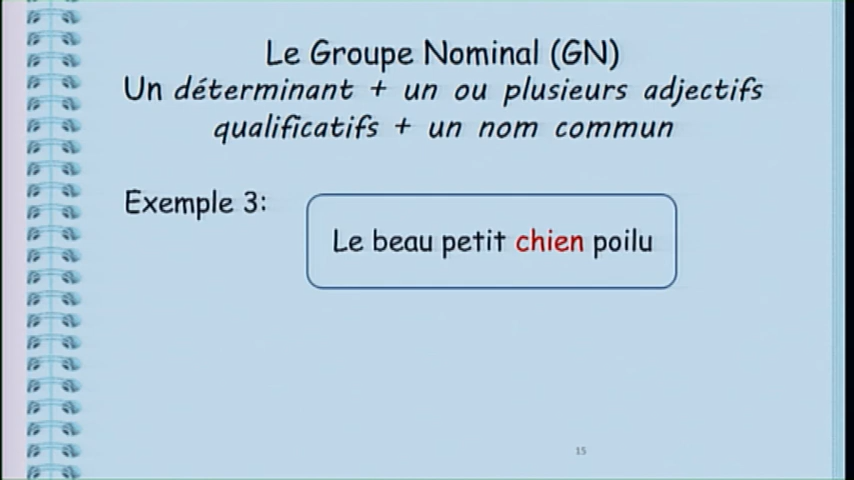 Le Groupe Nominal (GN)
Un déterminant + un ou plusieurs adjectifs
qualificatifs + un nom commun
Exemple 3:
Le beau petit chien poilu
15